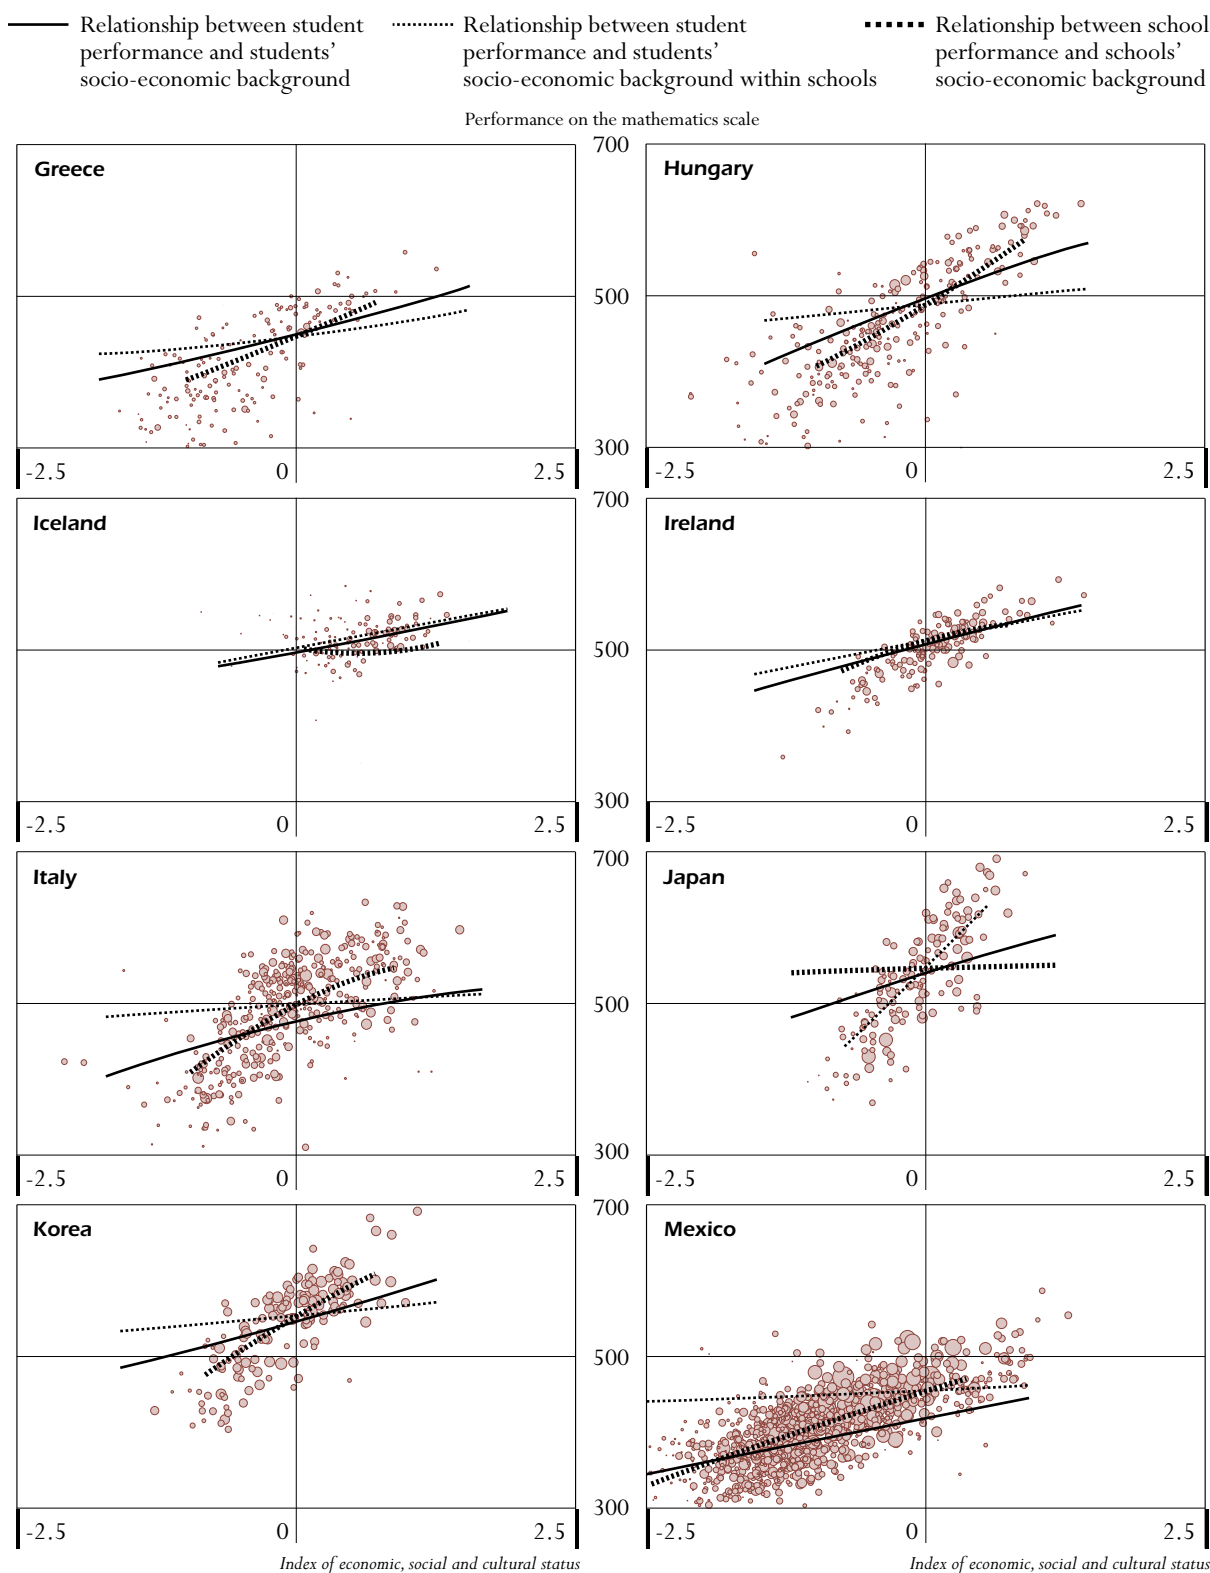 Relationship between student
performance and students’
socio-economic background
Relationship between student
performance and students’
socio-economic background within schools
Relationship between school
performance and schools’
socio-economic background
Performance on the mathematics scale
Greece
700
500
300
-2.5 0 2.5
Hungary
-2.5 0 2.5
Iceland
700
500
300
-2.5 0 2.5
Ireland
-2.5 0 2.5
Italy
700
500
300
-2.5 0 2.5
Japan
-2.5 0 2.5
Korea
700
500
300
-2.5 0 2.5
Mexico
-2.5 0 2.5
Index of economic, social and cultural status
Index of economic, social and cultural status